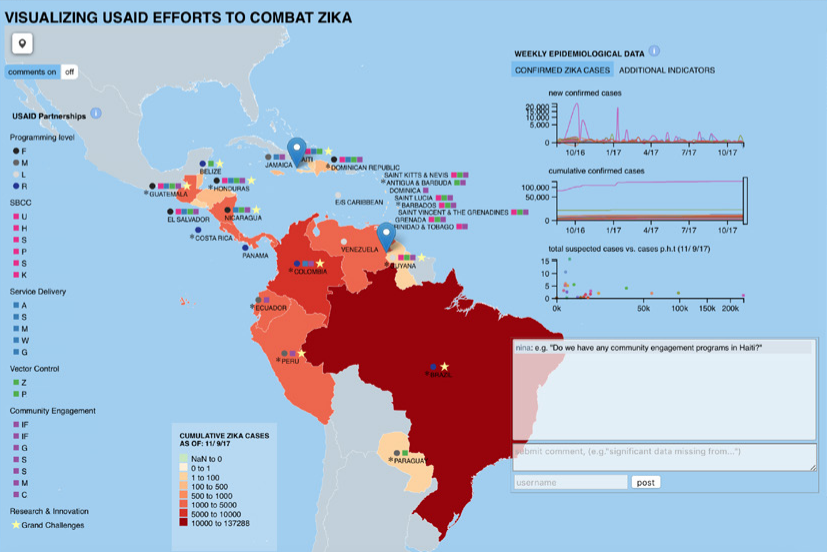 VISUALIZING USAID EFFORTS TO COMBAT ZIKA
comments on off
USAID Partnerships i
Programming level
F
M
L
R
SBCC
U
H
S
P
S
K
Service Delivery
A
S
M
W
G
Vector Control
Z
P
Community Engagement
IF
IF
G
S
S
M
C
Research & Innovation
Grand Challenges
BELIZE
*GUATEMALA
*HONDURAS
EL SALVADOR
NICARAGUA
*COSTA RICA
PANAMA
JAMAICA
AITI
*DOMINICAN REPUBLIC
SAINT KITTS & NEVIS
*ANTIGUA & BARBUDA
DOMINICA
E/S CARIBBEAN
SAINT LUCIA
*BARBADOS
SAINT VINCENT & THE GRENADINES
GRENADA
TRINIDAD & TOBAGO
VENEZUELA
GUYANA
*COLOMBIA
*ECUADOR
*PERU
*BRAZIL
*PARAGUAY
CUMULATIVE ZIKA CASES
AS OF: 11/ 9/17
NaN to 0
0 to 1
1 to 100
100 to 500
500 to 1000
1000 to 5000
5000 to 10000
10000 to 137288
WEEKLY EPIDEMIOLOGICAL DATA i
CONFIRMED ZIKA CASES ADDITIONAL INDICATORS
new confirmed cases
20,000
10,000
5,000
0
10/16 1/17 4/17 7/17 10/17
cumulative confirmed cases
100,000
50,000
0
10/16 1/17 4/17 7/17 10/17
total suspected cases vs. cases p.h.t (11/ 9/17)
15
10
5
0
0k 50k 100k 150k 200k
nina: e.g. "Do we have any community engagement programs in Haiti?"
submit comment, (e.g."significant data missing from...")
username post